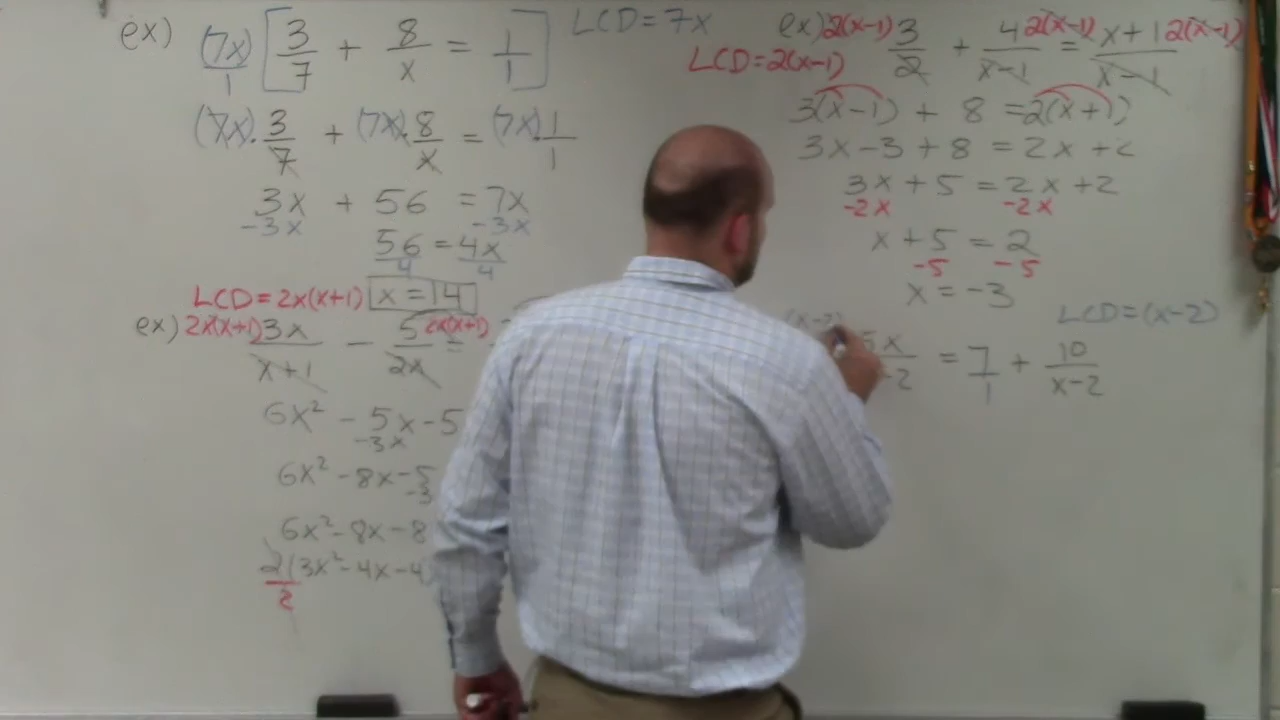 ex) (7x)/1 [ 3/7 + 8/x = 1/1 ] LCD = 7x
(7x)·3/7 + (7x)·8/x = (7x)·1/1
3x + 56 = 7x
-3x -3x
56/4 = 4x/4
x = 14
LCD = 2x(x+1)
ex) 2x(x+1) 3x/(x+1) - 5/2x 2x(x+1) =
6x² - 5x - 5
-3x
6x² - 8x - 5
-3
6x² - 8x - 8
2(3x² - 4x - 4
2
ex) 2(x-1) 3/2 + 4/(x-1) 2(x-1) = (x+1)/(x-1) 2(x-1)
LCD = 2(x-1)
3(x-1) + 8 = 2(x+1)
3x - 3 + 8 = 2x + 2
3x + 5 = 2x + 2
-2x -2x
x + 5 = 2
-5 -5
x = -3
LCD = (x-2)
(x-2) 5x/-2 = 7/1 + 10/(x-2)